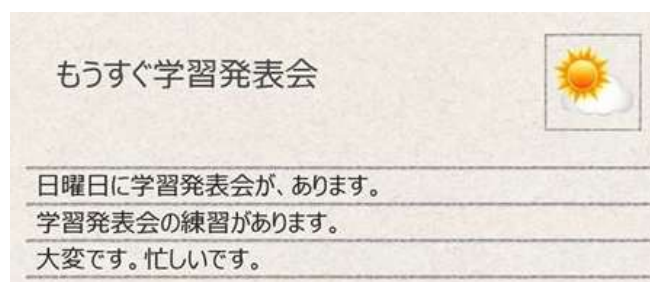 もうすぐ学習発表会
日曜日に学習発表会が、あります。
学習発表会の練習があります。
大変です。忙しいです。